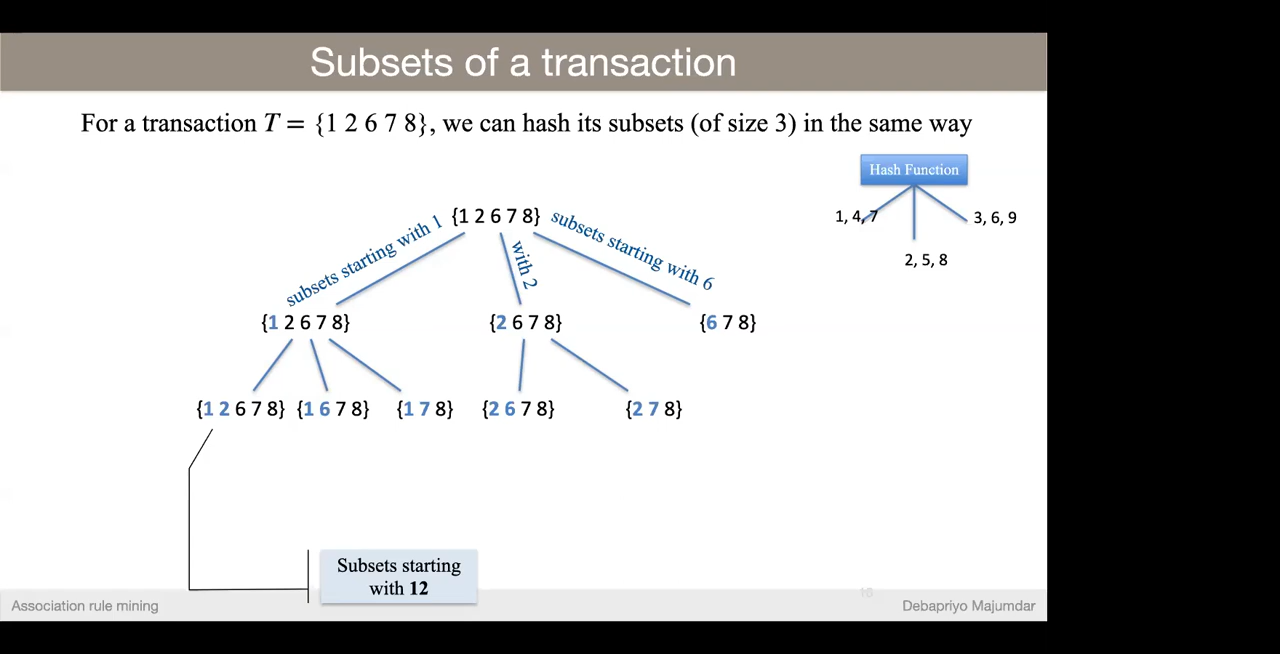 Subsets of a transaction
For a transaction T = {1 2 6 7 8}, we can hash its subsets (of size 3) in the same way
Hash Function
1, 4, 7
3, 6, 9
2, 5, 8
{1 2 6 7 8}
subsets starting with 1
with 2
subsets starting with 6
{1 2 6 7 8}
{2 6 7 8}
{6 7 8}
{1 2 6 7 8}
{1 6 7 8}
{1 7 8}
{2 6 7 8}
{2 7 8}
Subsets starting
with 12
Association rule mining
16
Debapriyo Majumdar